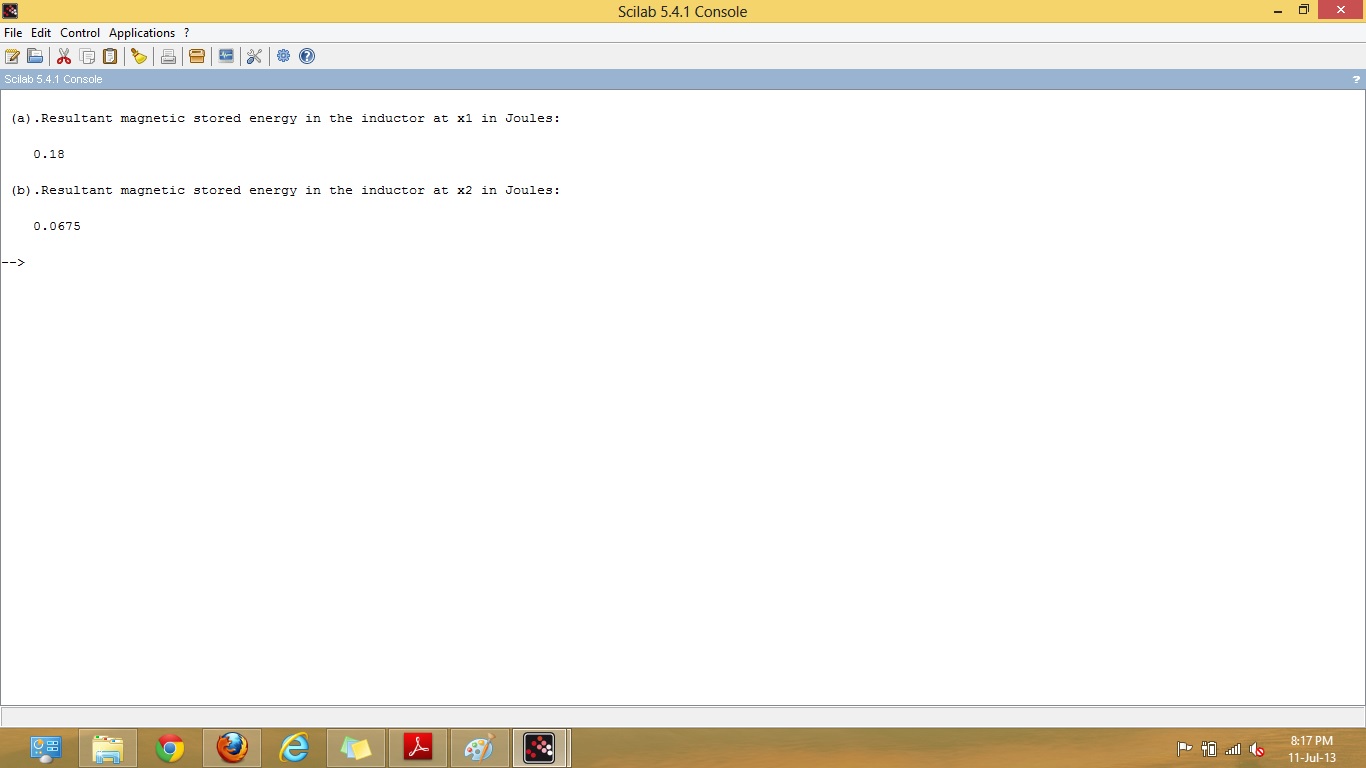 Scilab 5.4.1 Console
File Edit Control Applications ?
Scilab 5.4.1 Console ?
(a).Resultant magnetic stored energy in the inductor at x1 in Joules:
0.18
(b).Resultant magnetic stored energy in the inductor at x2 in Joules:
0.0675
-->
8:17 PM
11-Jul-13